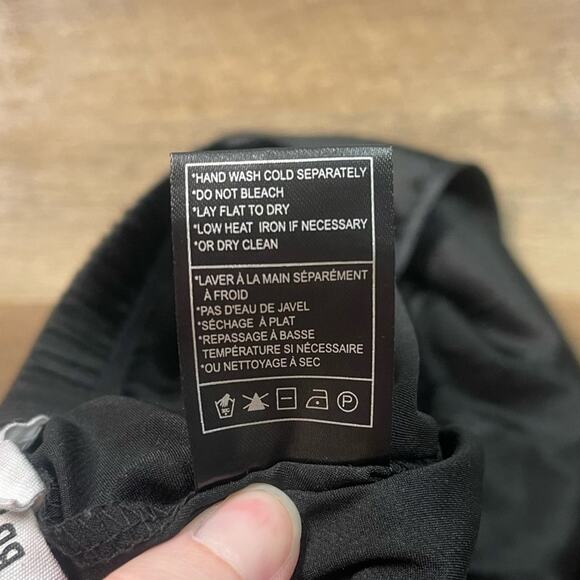 *HAND WASH COLD SEPARATELY
*DO NOT BLEACH
*LAY FLAT TO DRY
*LOW HEAT IRON IF NECESSARY
*OR DRY CLEAN
*LAVER À LA MAIN SÉPARÉMENT
À FROID
*PAS D'EAU DE JAVEL
*SÉCHAGE À PLAT
*REPASSAGE À BASSE
TEMPÉRATURE SI NÉCESSAIRE
*OU NETTOYAGE À SEC
P